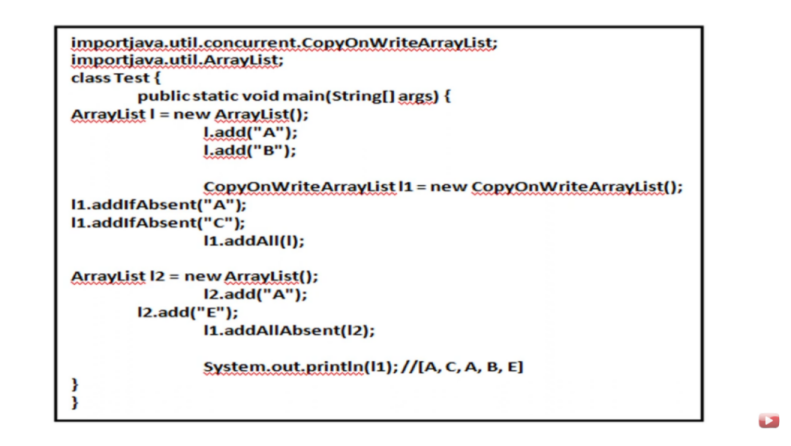 importjava.util.concurrent.CopyOnWriteArrayList;
importjava.util.ArrayList;
class Test {
public static void main(String[] args) {
ArrayList l = new ArrayList();
l.add("A");
l.add("B");
CopyOnWriteArrayList l1 = new CopyOnWriteArrayList();
l1.addIfAbsent("A");
l1.addIfAbsent("C");
l1.addAll(l);
ArrayList l2 = new ArrayList();
l2.add("A");
l2.add("E");
l1.addAllAbsent(l2);
System.out.println(l1); //[A, C, A, B, E]
}
}